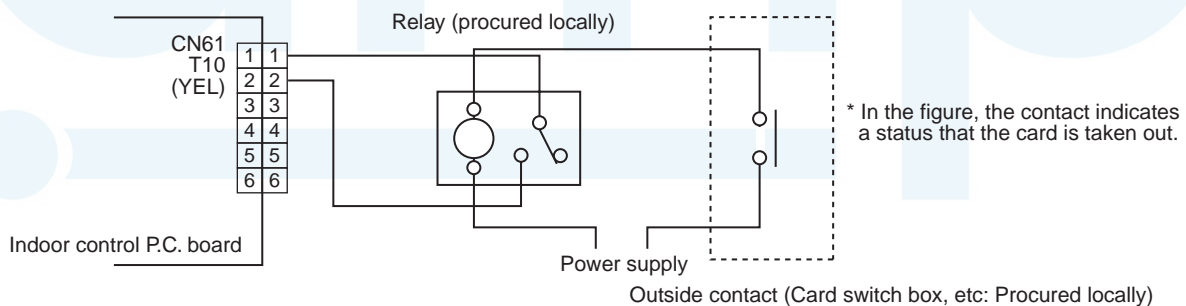 Relay (procured locally)
CN61
T10
(YEL)
1 1
2 2
3 3
4 4
5 5
6 6
* In the figure, the contact indicates
a status that the card is taken out.
Indoor control P.C. board
Power supply
Outside contact (Card switch box, etc: Procured locally)